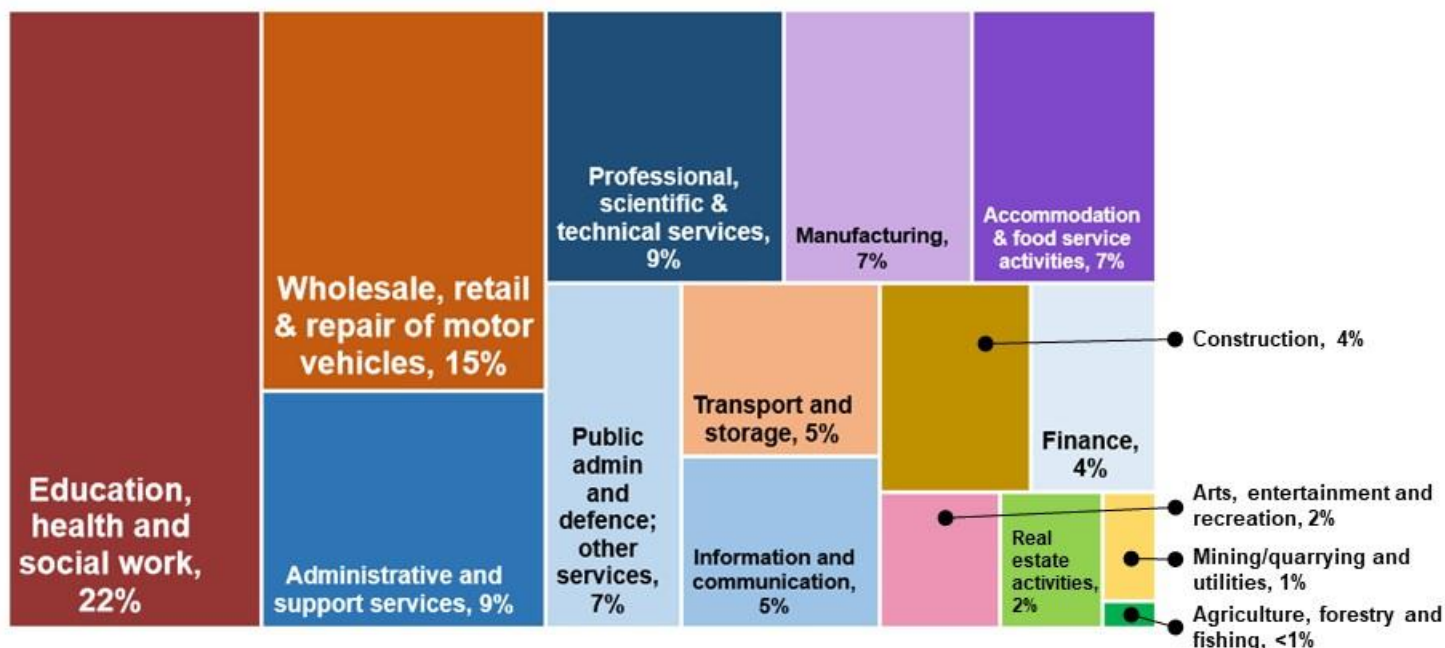 Education,
health and
social work,
22%
Wholesale, retail
& repair of motor
vehicles, 15%
Administrative and
support services, 9%
Professional,
scientific &
technical services,
9%
Manufacturing,
7%
Accommodation
& food service
activities, 7%
Public
admin
and
defence;
other
services,
7%
Transport and
storage, 5%
Information and
communication,
5%
Finance,
4%
Real
estate
activities,
2%
Construction, 4%
Arts, entertainment and
recreation, 2%
Mining/quarrying and
utilities, 1%
Agriculture, forestry and
fishing, <1%